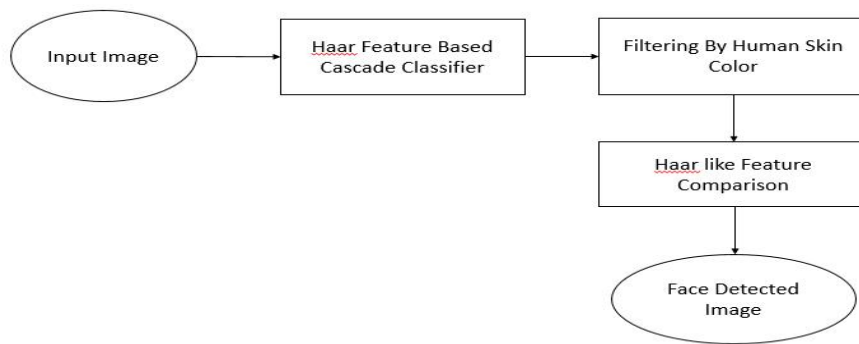 Input Image
Haar Feature Based
Cascade Classifier
Filtering By Human Skin
Color
Haar like Feature
Comparison
Face Detected
Image